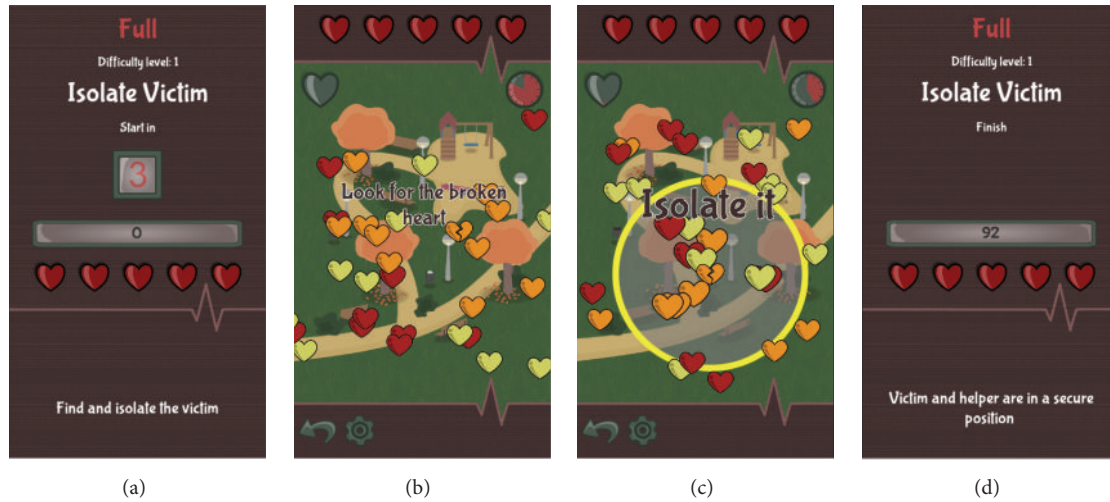 Full
Difficulty level: 1
Isolate Victim
Start in
3
0
Find and isolate the victim
Look for the broken
heart
Isolate it
Full
Difficulty level: 1
Isolate Victim
Finish
92
Victim and helper are in a secure
position
(a)
(b)
(c)
(d)